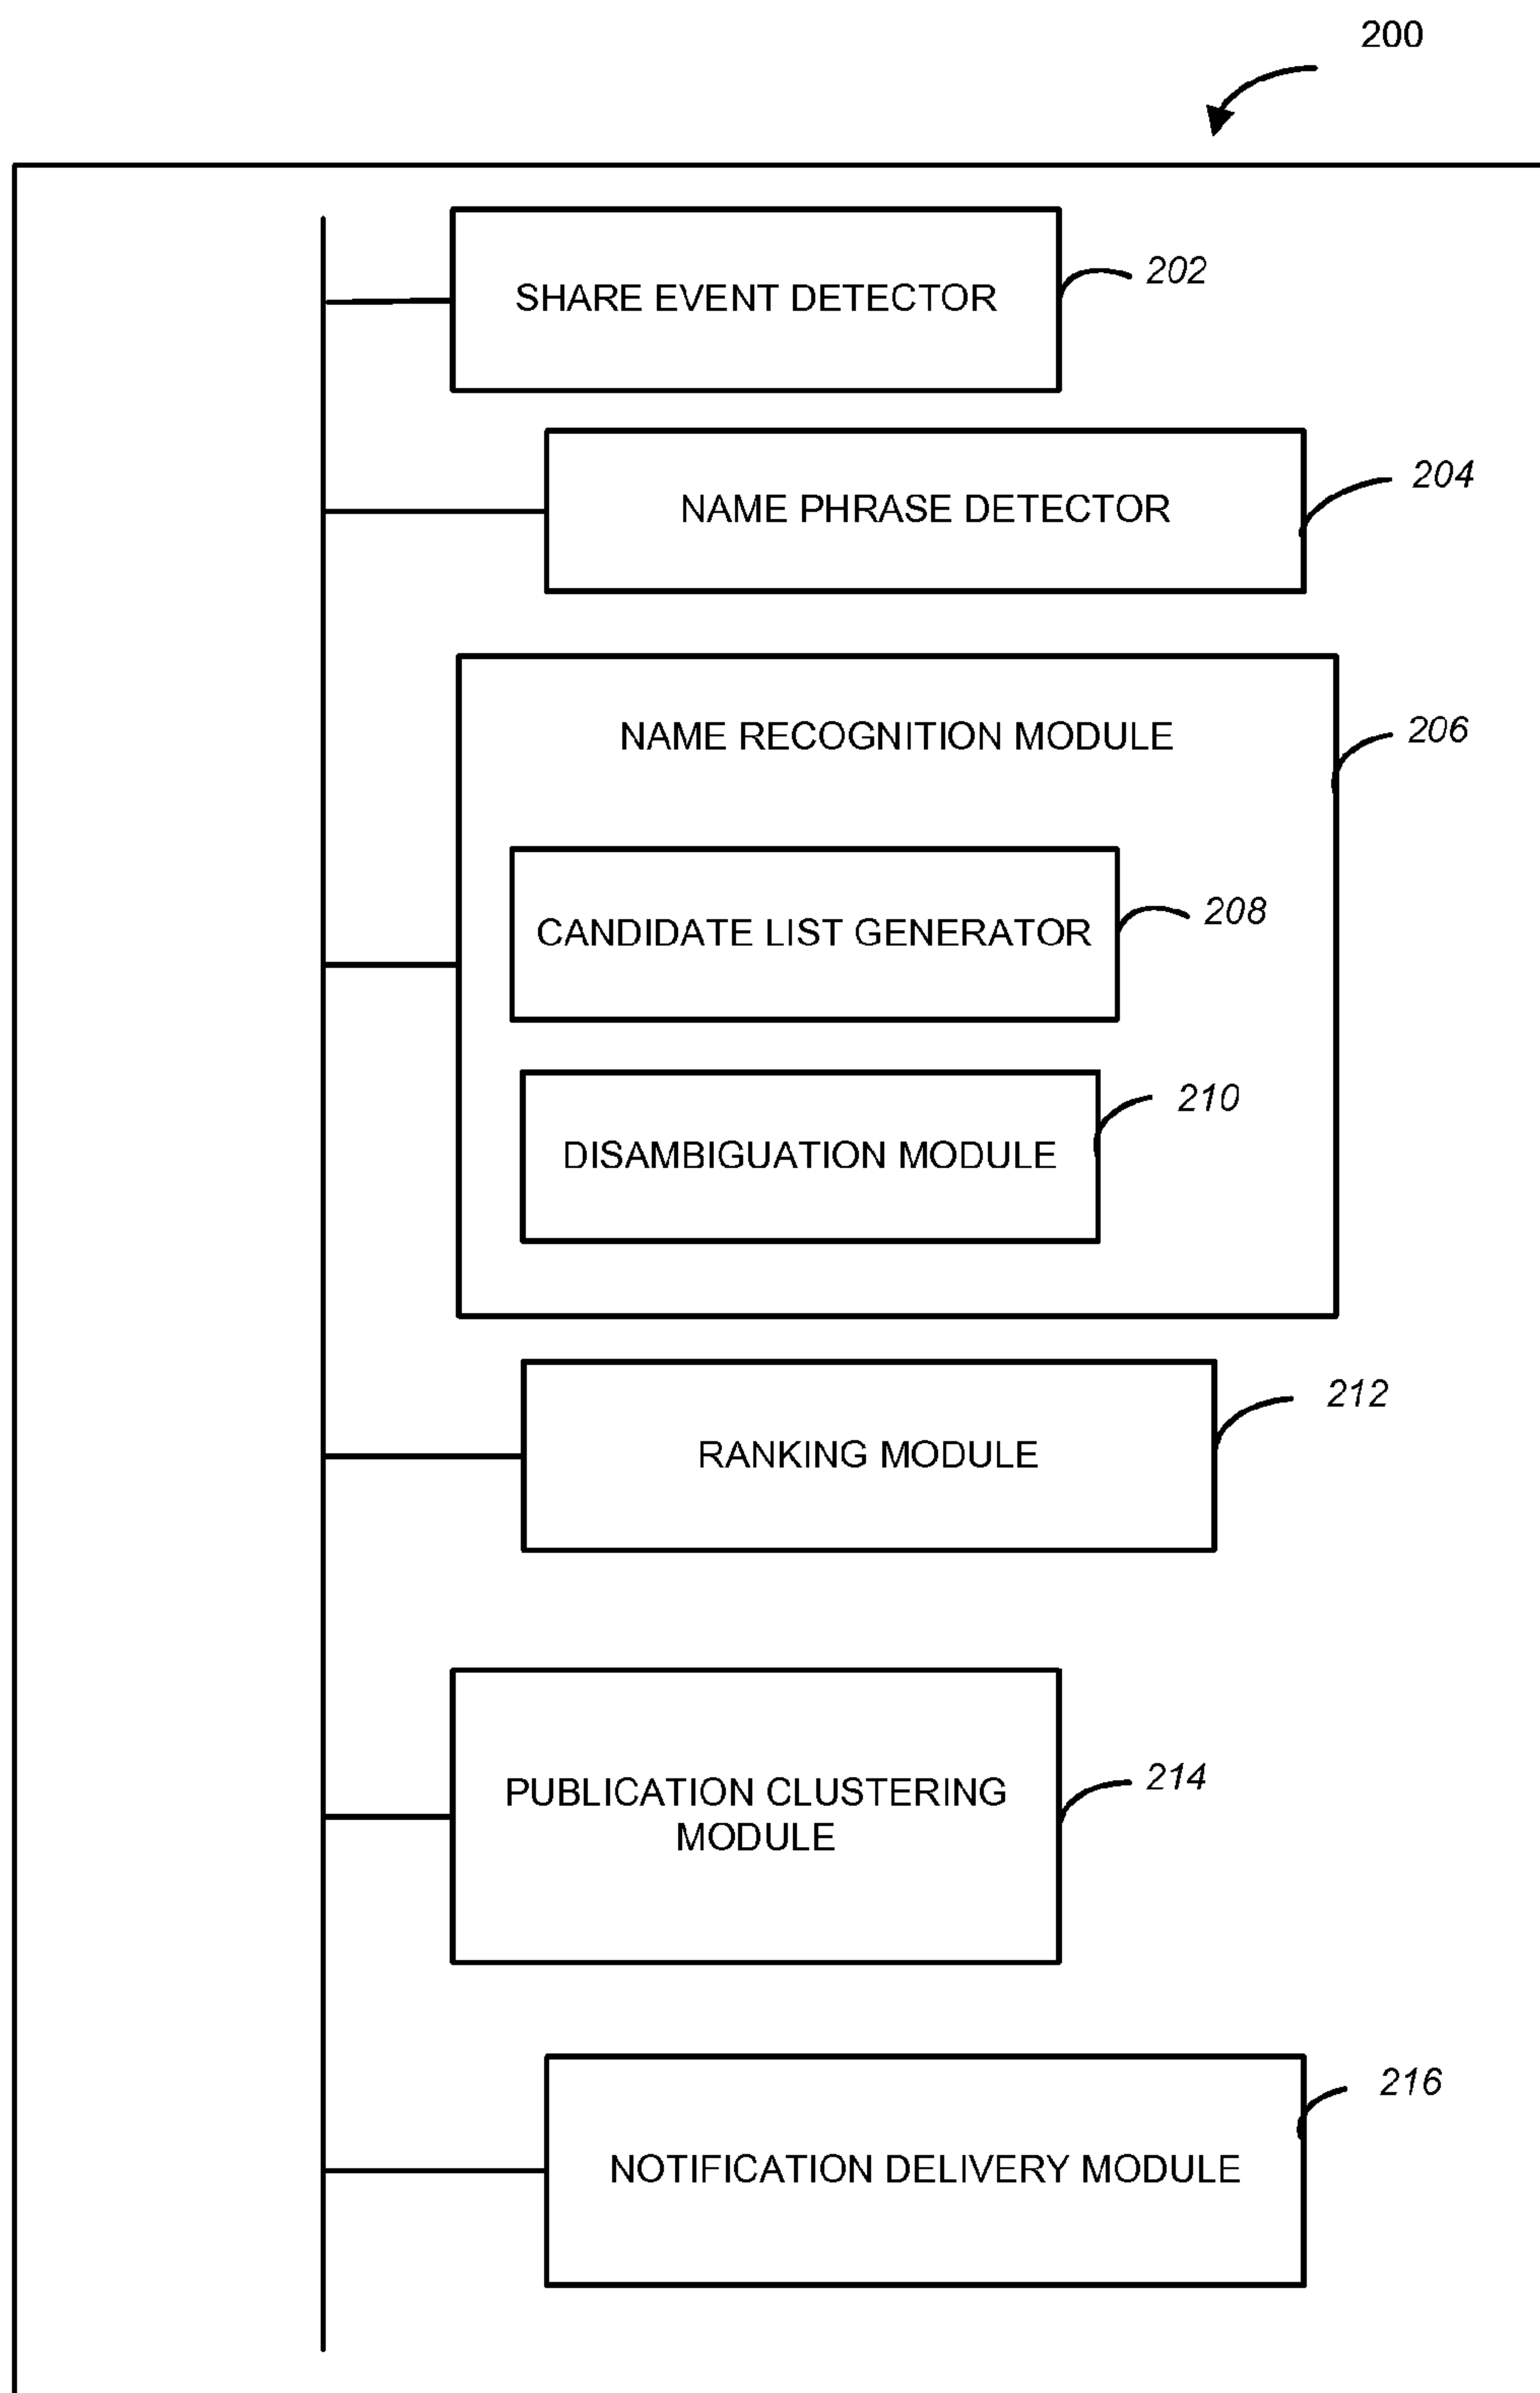 200
SHARE EVENT DETECTOR
202
NAME PHRASE DETECTOR
204
NAME RECOGNITION MODULE
206
CANDIDATE LIST GENERATOR
208
DISAMBIGUATION MODULE
210
RANKING MODULE
212
PUBLICATION CLUSTERING
MODULE
214
NOTIFICATION DELIVERY MODULE
216